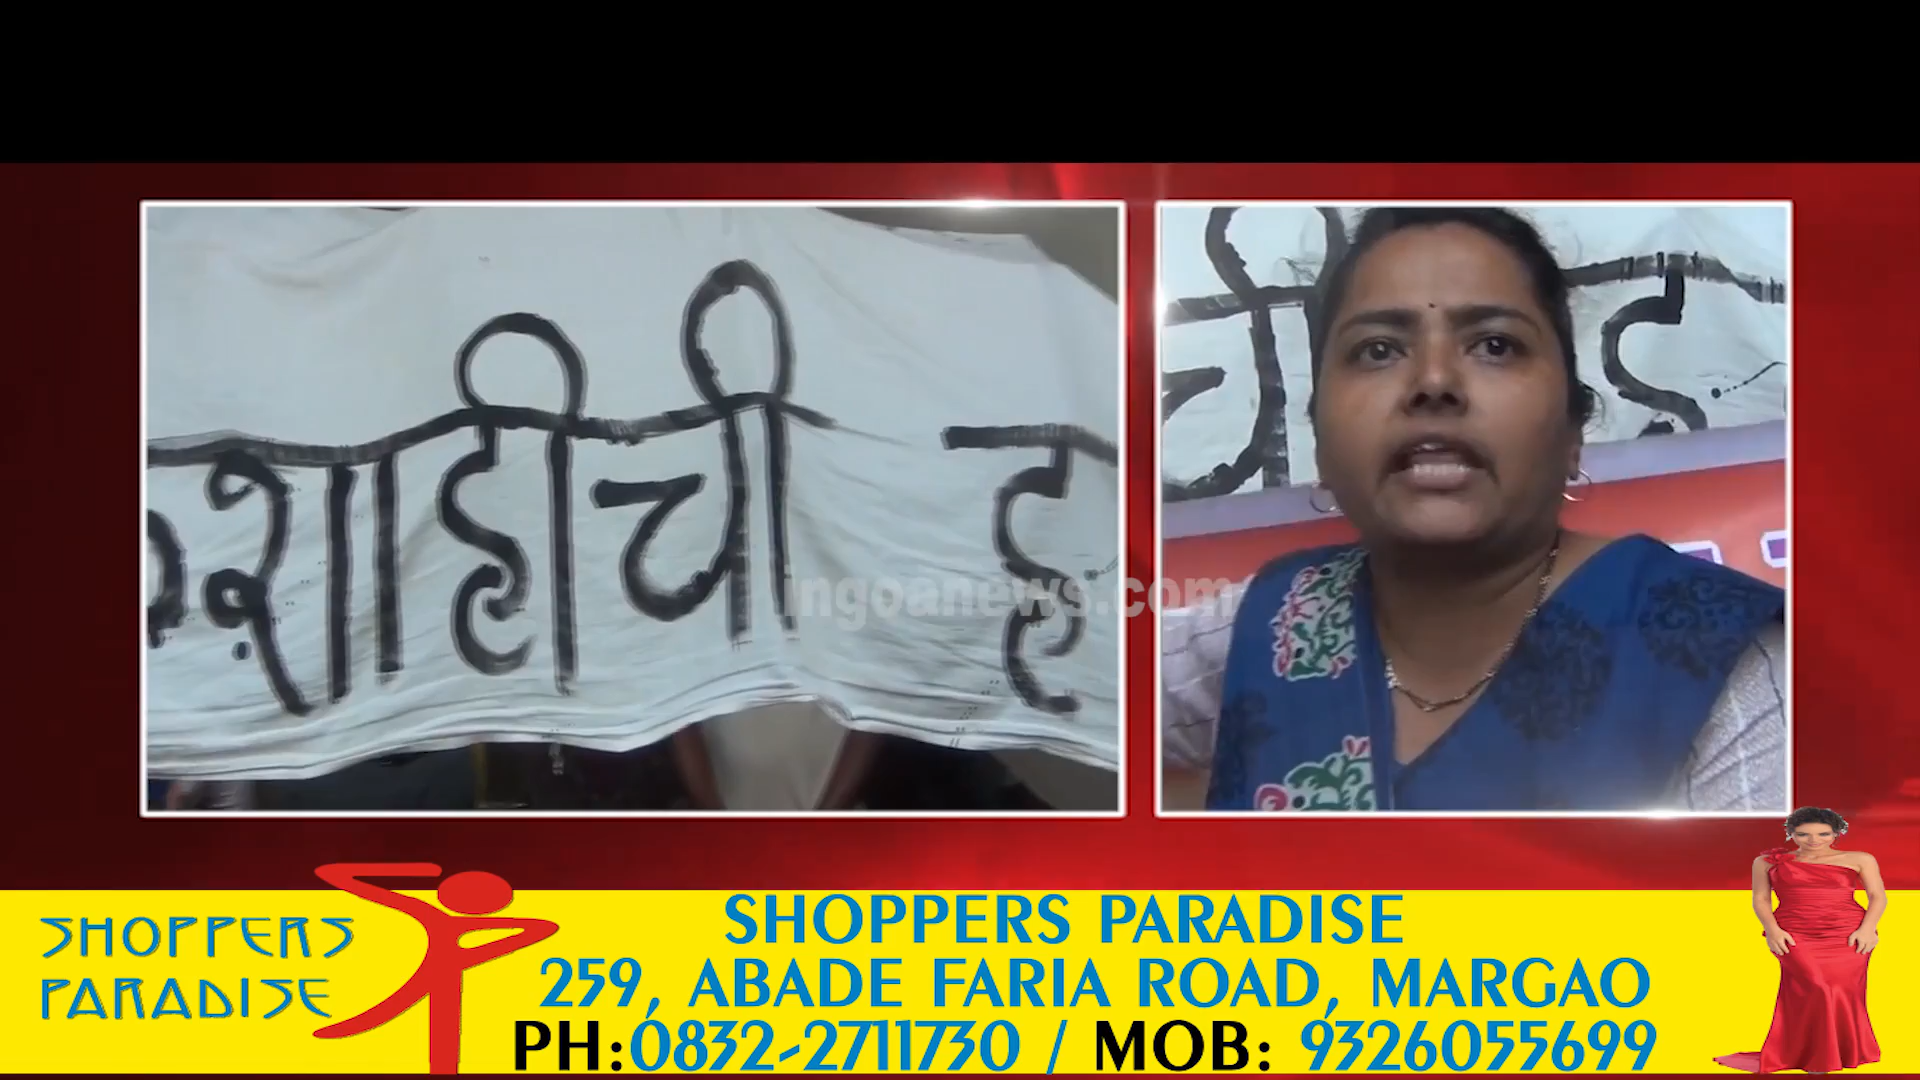 शाहीची ह
ची ह
ingoanews.com
SHOPPERS
PARADISE
SHOPPERS PARADISE
259, ABADE FARIA ROAD, MARGAO
PH:0832-2711730 / MOB: 9326055699